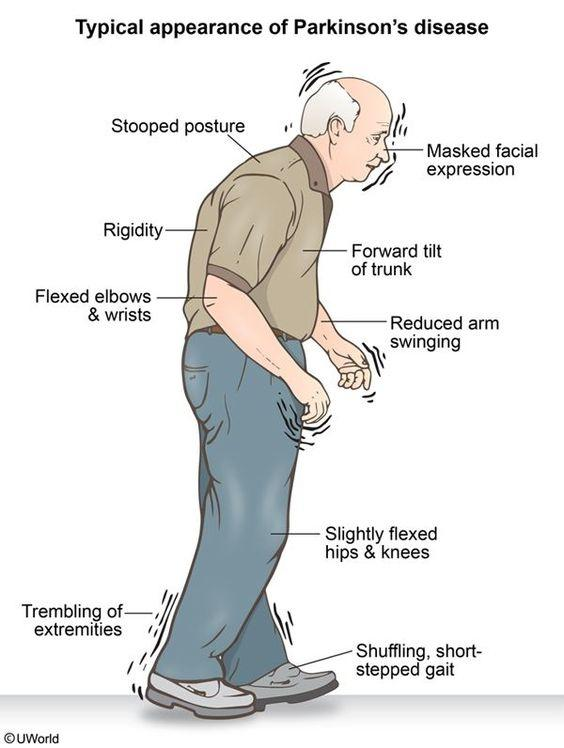 Typical appearance of Parkinson's disease
Stooped posture
Masked facial
expression
Rigidity
Forward tilt
of trunk
Flexed elbows
& wrists
Reduced arm
swinging
Slightly flexed
hips & knees
Trembling of
extremities
Shuffling, short-
stepped gait
©UWorld